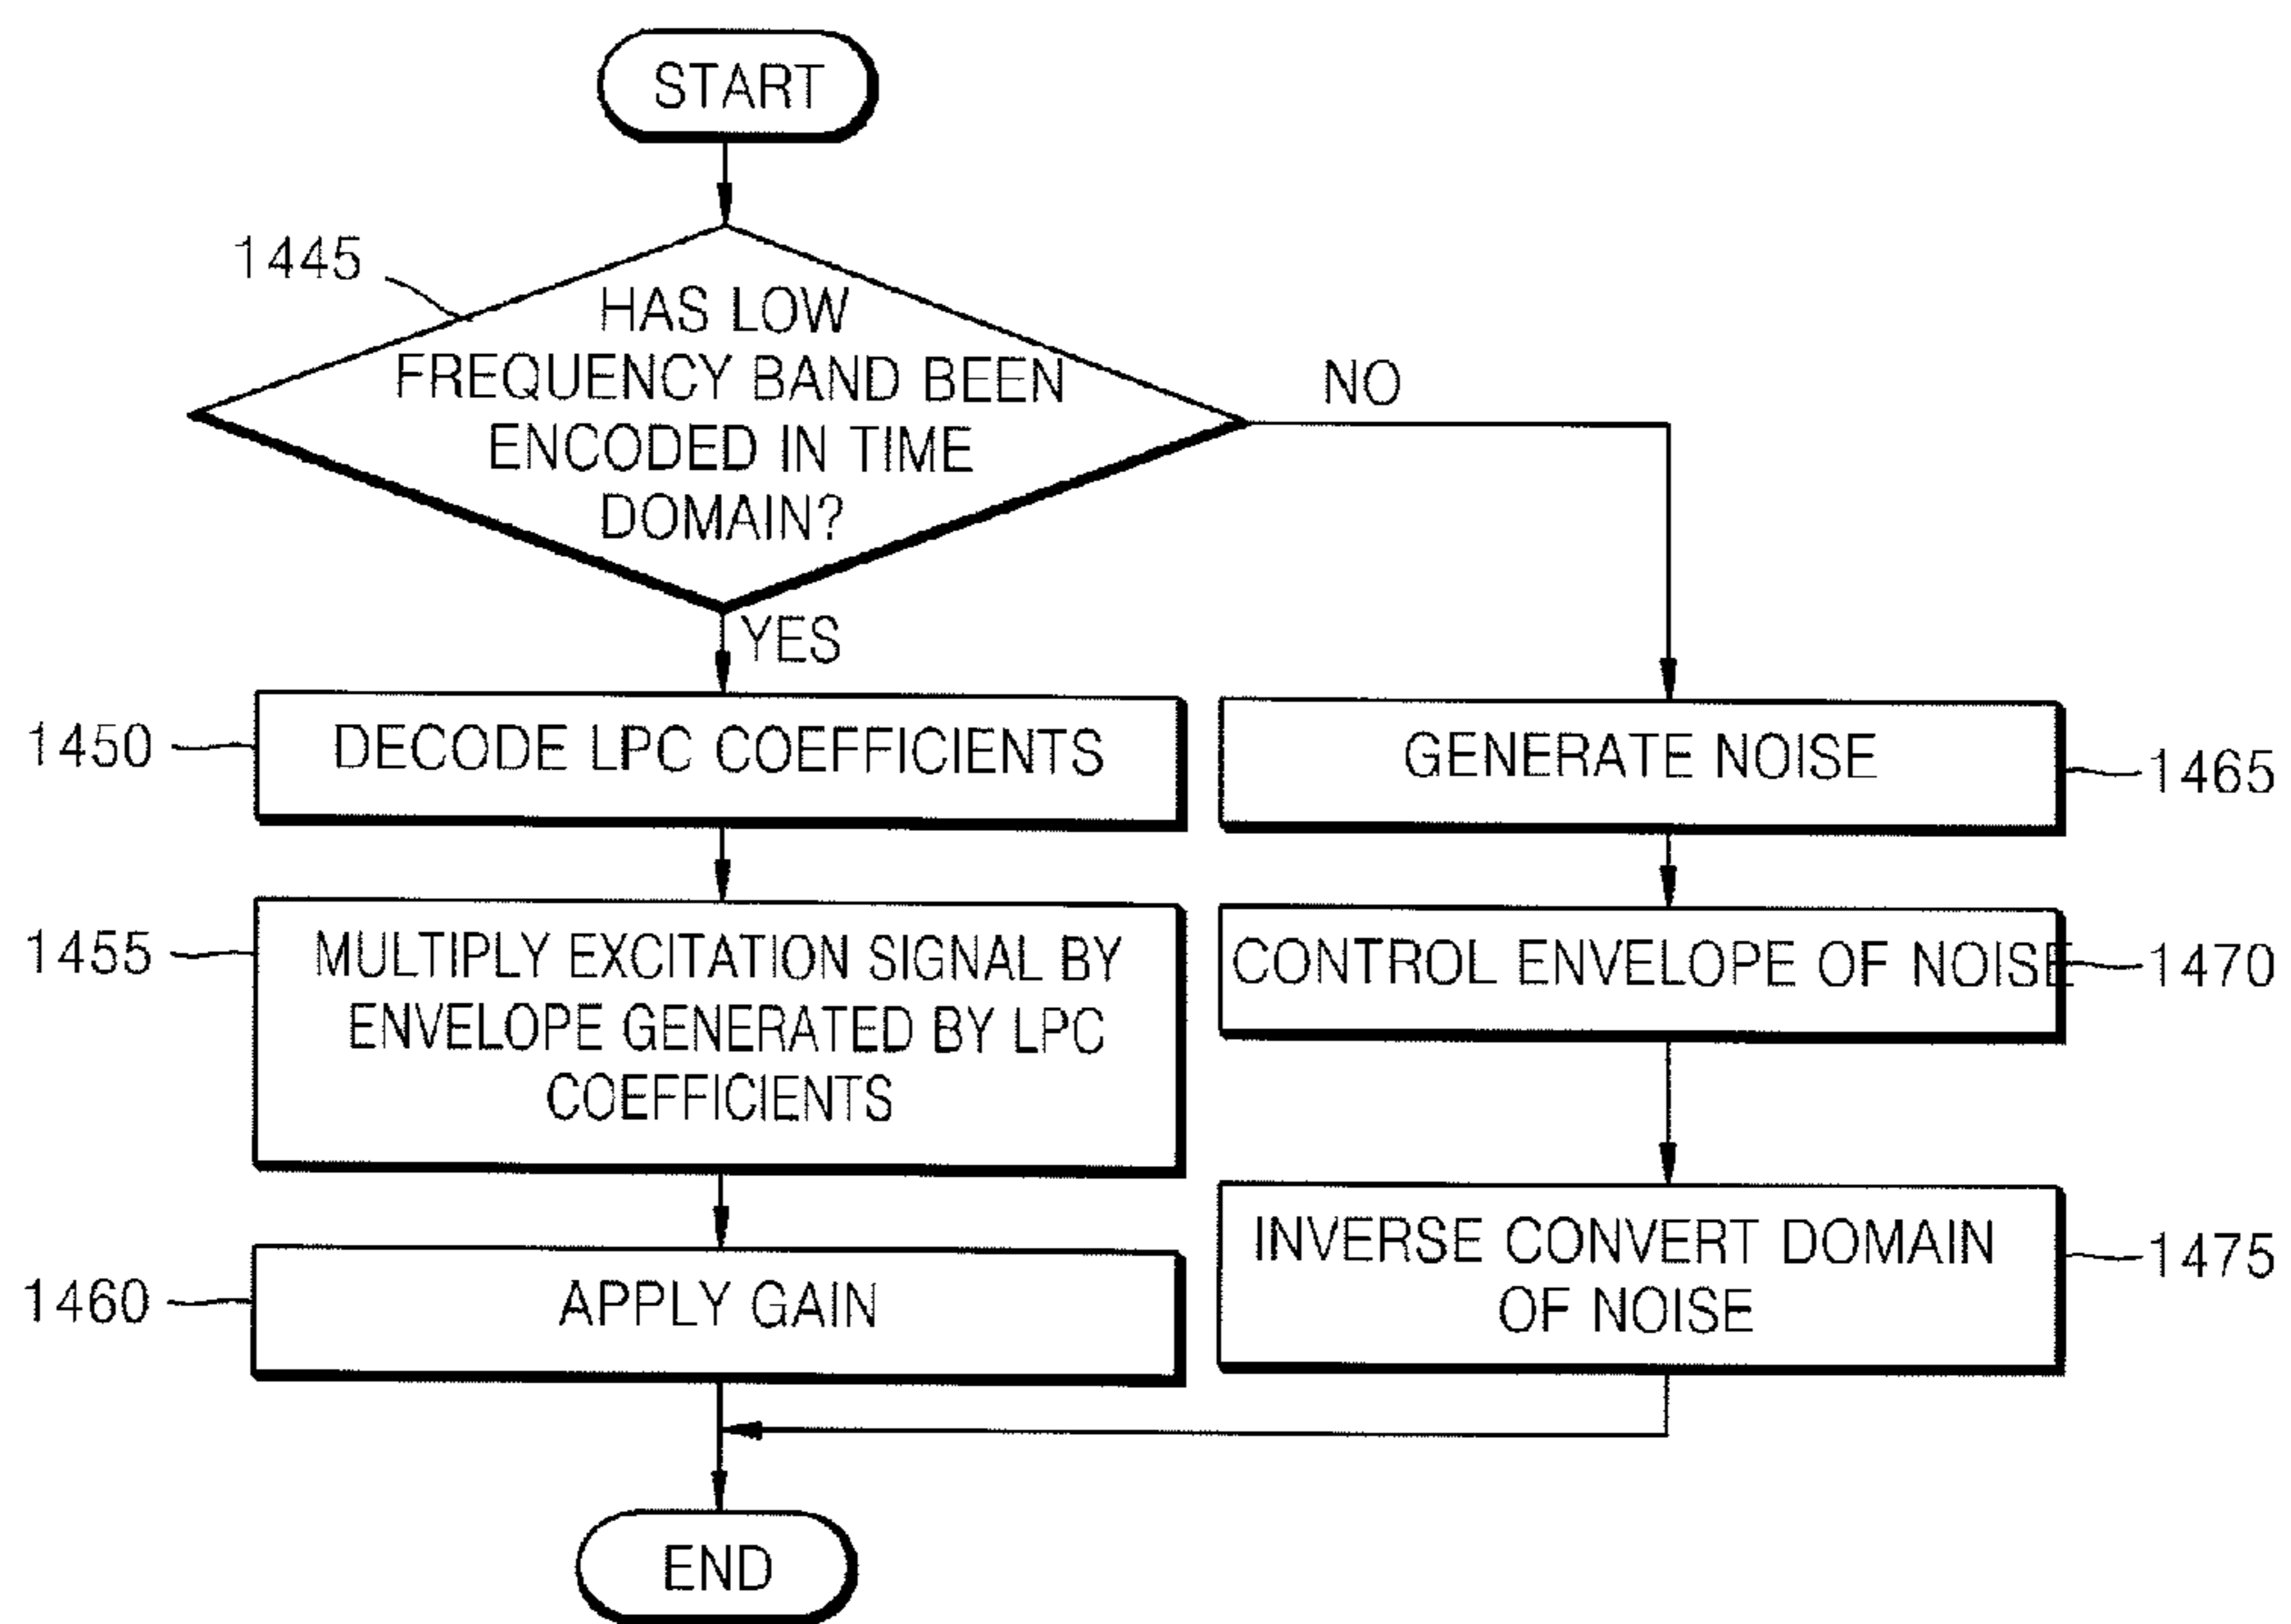 START
1445
HAS LOW
FREQUENCY BAND BEEN
ENCODED IN TIME
DOMAIN?
NO
YES
1450
DECODE LPC COEFFICIENTS
GENERATE NOISE
1465
1455
MULTIPLY EXCITATION SIGNAL BY
ENVELOPE GENERATED BY LPC
COEFFICIENTS
CONTROL ENVELOPE OF NOISE
1470
1460
APPLY GAIN
INVERSE CONVERT DOMAIN
OF NOISE
1475
END